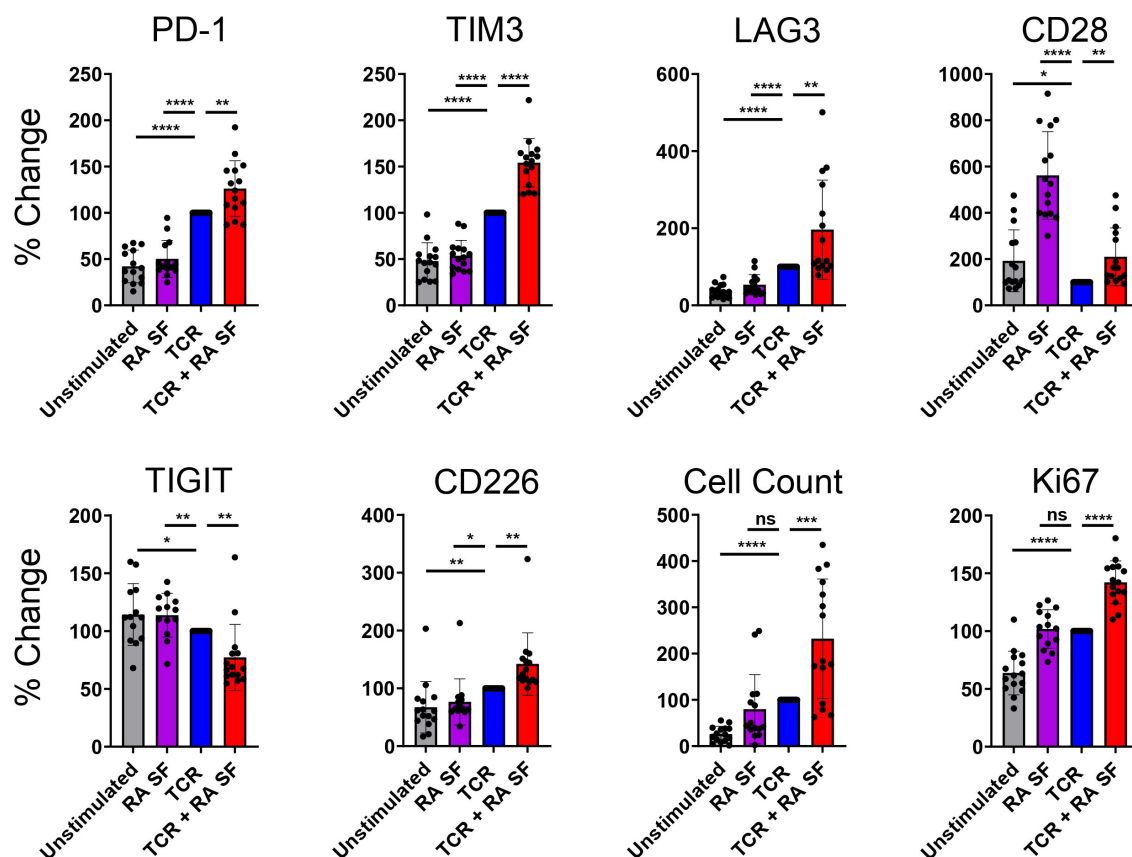 PD-1
TIM3
LAG3
CD28
% Change
250
200
150
100
50
0
****
**
****
Unstimulated
RA SF
TCR
TCR + RA SF
250
200
150
100
50
0
****
****
****
Unstimulated
RA SF
TCR
TCR + RA SF
600
400
200
0
****
**
****
Unstimulated
RA SF
TCR
TCR + RA SF
1000
800
600
400
200
0
****
**
*
Unstimulated
RA SF
TCR
TCR + RA SF
TIGIT
CD226
Cell Count
Ki67
% Change
200
150
100
50
0
**
**
*
Unstimulated
RA SF
TCR
TCR + RA SF
400
300
200
100
0
*
**
**
Unstimulated
RA SF
TCR
TCR + RA SF
500
400
300
200
100
0
ns
***
****
Unstimulated
RA SF
TCR
TCR + RA SF
200
150
100
50
0
ns
****
****
Unstimulated
RA SF
TCR
TCR + RA SF